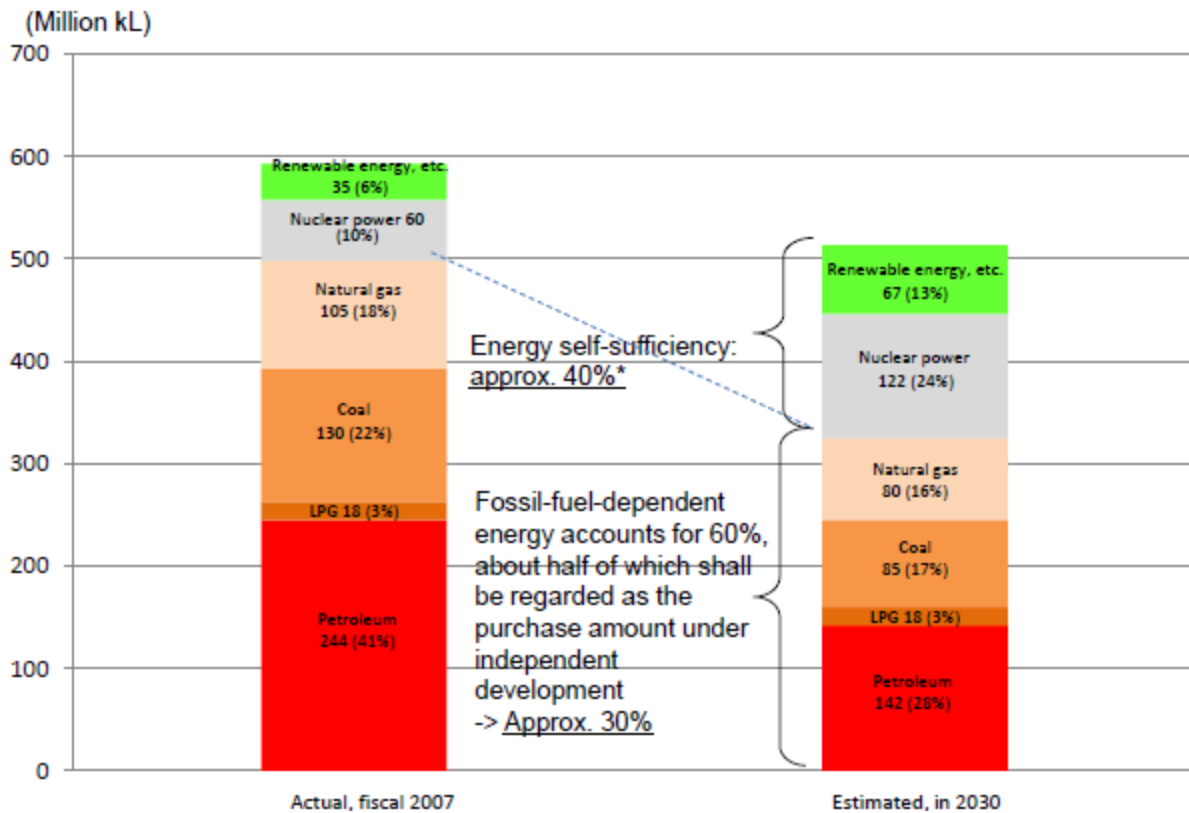 (Million kL)
700
600
500
400
300
200
100
0
Renewable energy, etc.
35 (6%)
Nuclear power 60
(10%)
Natural gas
105 (18%)
Coal
130 (22%)
LPG 18 (3%)
Petroleum
244 (41%)
Actual, fiscal 2007
Energy self-sufficiency:
approx. 40%*
Fossil-fuel-dependent
energy accounts for 60%,
about half of which shall
be regarded as the
purchase amount under
independent
development
-> Approx. 30%
Renewable energy, etc.
67 (13%)
Nuclear power
122 (24%)
Natural gas
80 (16%)
Coal
85 (17%)
LPG 18 (3%)
Petroleum
142 (28%)
Estimated, in 2030